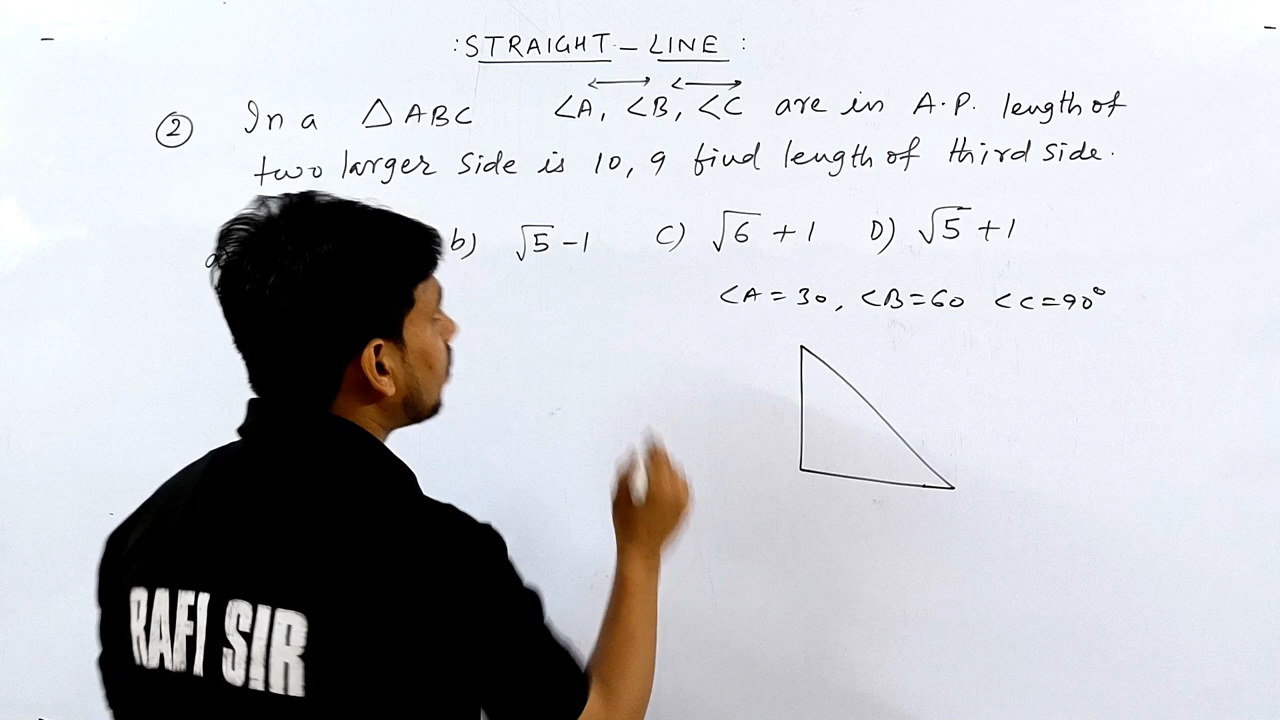 :STRAIGHT-LINE:
② In a △ABC ∠A, ∠B, ∠C are in A.P. length of
two larger side is 10, 9 find length of third side.
b) √5-1 C) √6+1 D) √5+1
∠A=30, ∠B=60 ∠C=90°
RAFI SIR